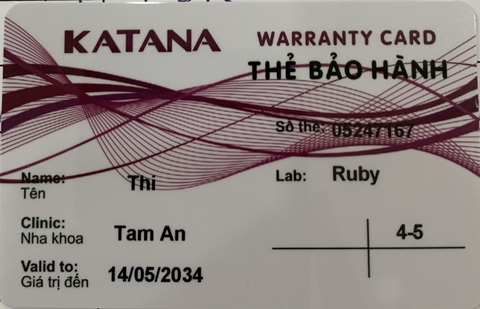 KATANA
WARRANTY CARD
THẺ BẢO HÀNH
Số thẻ: 05247167
Name: Thi
Tên
Lab: Ruby
Clinic: Tam An
Nha khoa
4-5
Valid to: 14/05/2034
Giá trị đến